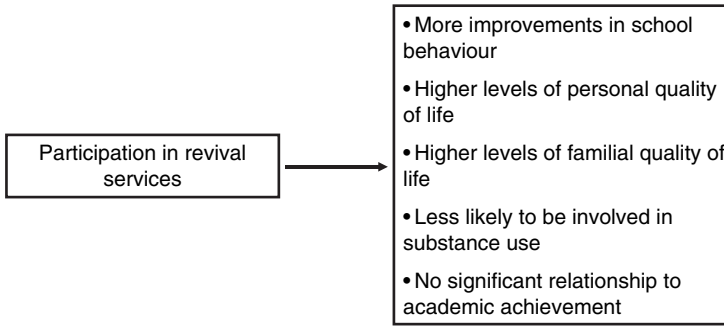 Participation in revival
services
• More improvements in school
behaviour
• Higher levels of personal quality
of life
• Higher levels of familial quality of
life
• Less likely to be involved in
substance use
• No significant relationship to
academic achievement